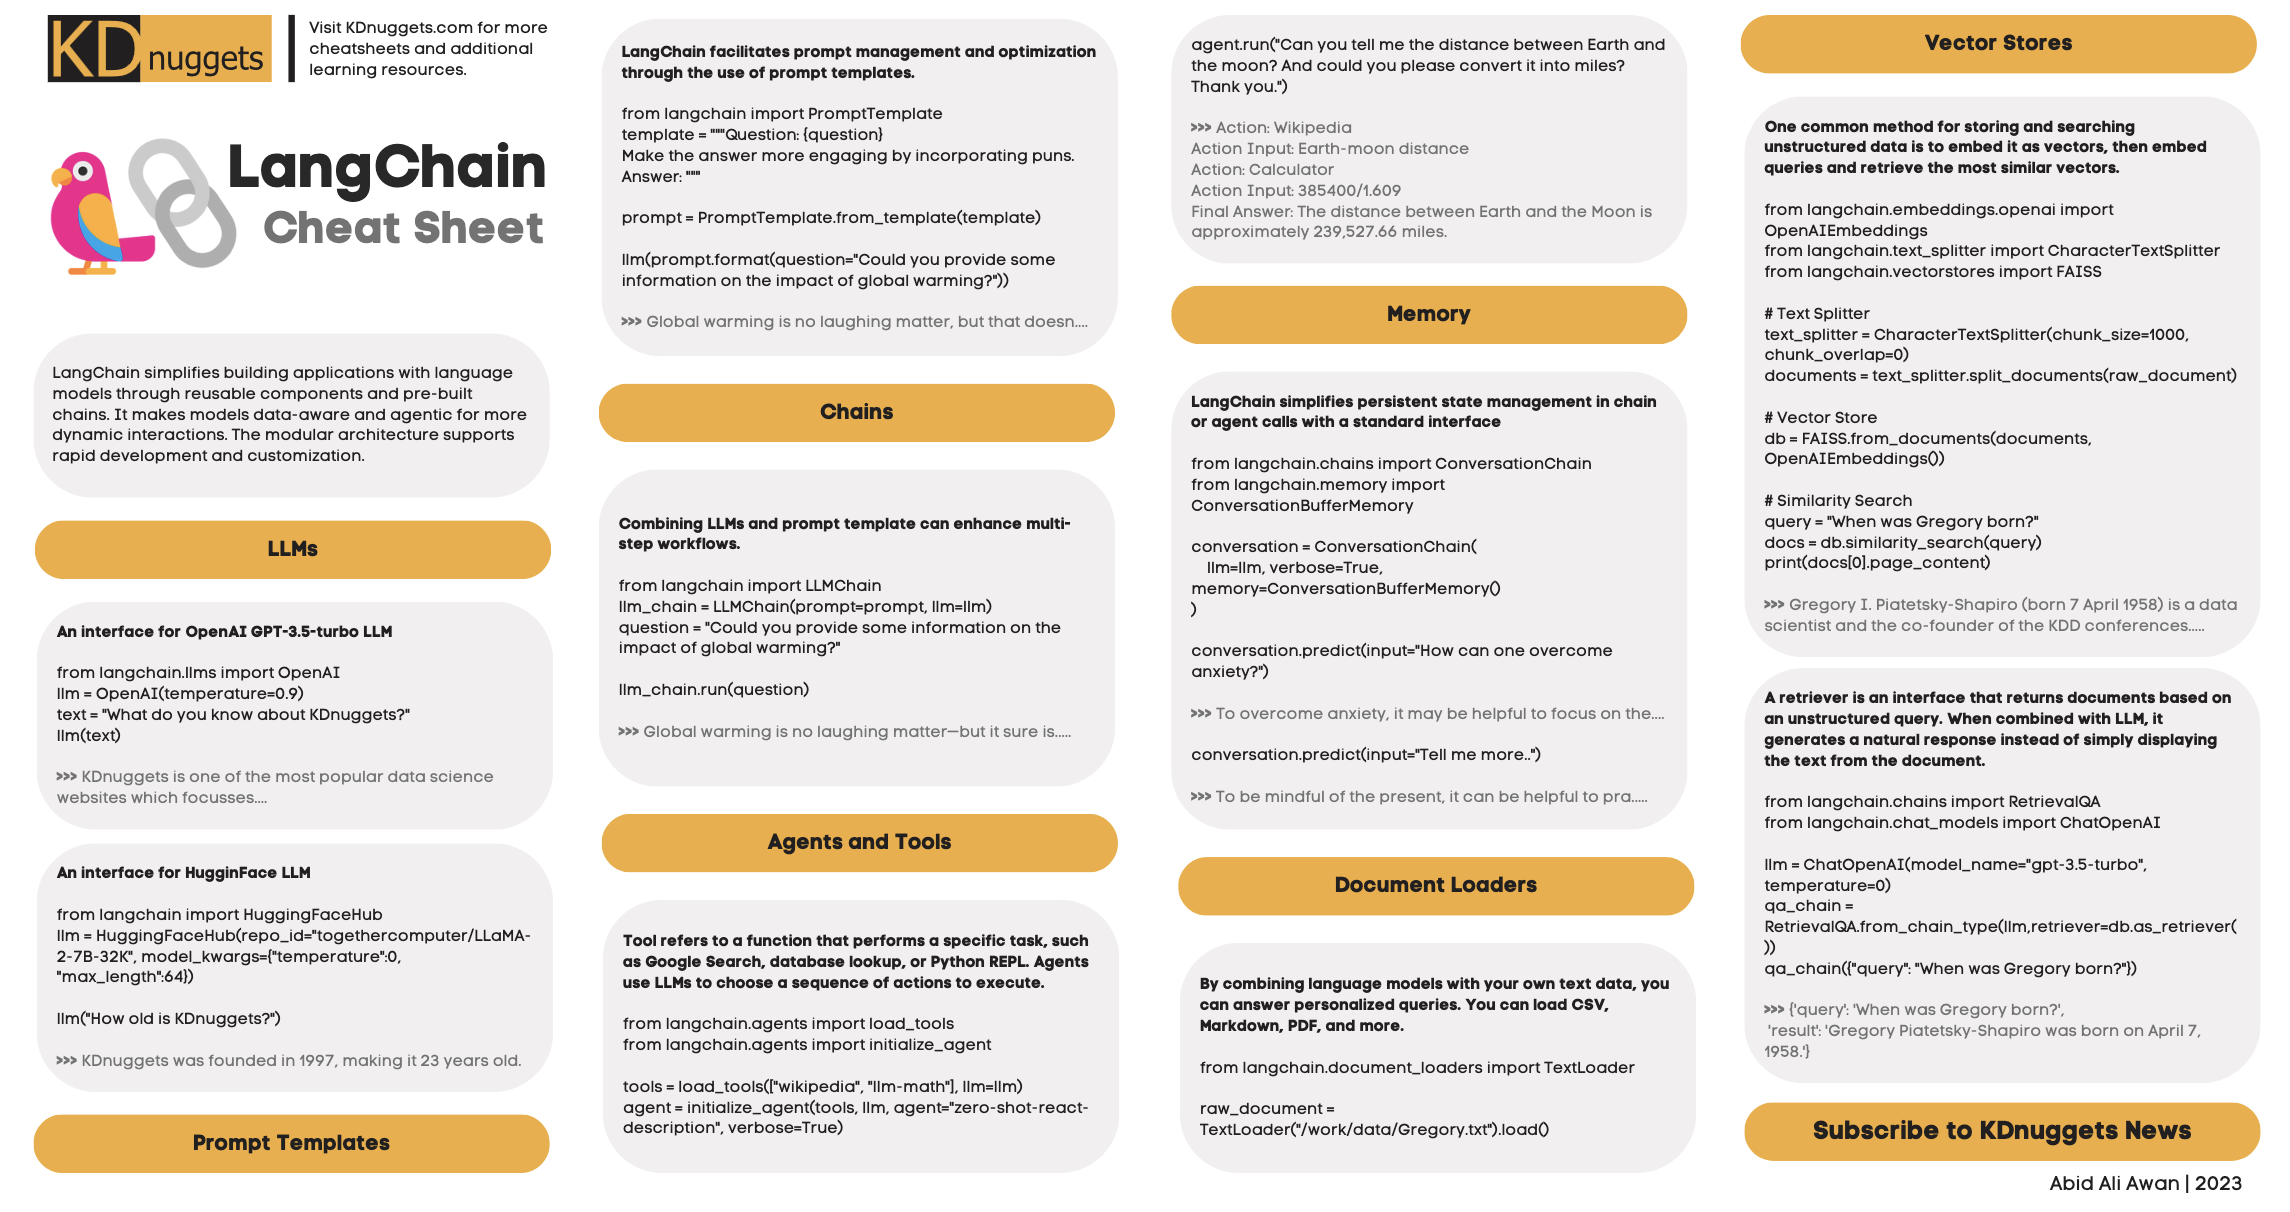 KDnuggets
Visit KDnuggets.com for more
cheatsheets and additional
learning resources.
LangChain
Cheat Sheet
LangChain simplifies building applications with language
models through reusable components and pre-built
chains. It makes models data-aware and agentic for more
dynamic interactions. The modular architecture supports
rapid development and customization.
LLMs
An interface for OpenAI GPT-3.5-turbo LLM
from langchain.llms import OpenAI
llm = OpenAI(temperature=0.9)
text = "What do you know about KDnuggets?"
llm(text)
>>> KDnuggets is one of the most popular data science
websites which focusses....
An interface for HugginFace LLM
from langchain import HuggingFaceHub
llm = HuggingFaceHub(repo_id="togethercomputer/LLaMA-
2-7B-32K", model_kwargs={"temperature":0,
"max_length":64})
llm("How old is KDnuggets?")
>>> KDnuggets was founded in 1997, making it 23 years old.
Prompt Templates
LangChain facilitates prompt management and optimization
through the use of prompt templates.
from langchain import PromptTemplate
template = """Question: {question}
Make the answer more engaging by incorporating puns.
Answer: """
prompt = PromptTemplate.from_template(template)
llm(prompt.format(question="Could you provide some
information on the impact of global warming?"))
>>> Global warming is no laughing matter, but that doesn....
Chains
Combining LLMs and prompt template can enhance multi-
step workflows.
from langchain import LLMChain
llm_chain = LLMChain(prompt=prompt, llm=llm)
question = "Could you provide some information on the
impact of global warming?"
llm_chain.run(question)
>>> Global warming is no laughing matter—but it sure is.....
Agents and Tools
Tool refers to a function that performs a specific task, such
as Google Search, database lookup, or Python REPL. Agents
use LLMs to choose a sequence of actions to execute.
from langchain.agents import load_tools
from langchain.agents import initialize_agent
tools = load_tools(["wikipedia", "llm-math"], llm=llm)
agent = initialize_agent(tools, llm, agent="zero-shot-react-
description", verbose=True)
agent.run("Can you tell me the distance between Earth and
the moon? And could you please convert it into miles?
Thank you.")
>>> Action: Wikipedia
Action Input: Earth-moon distance
Action: Calculator
Action Input: 385400/1.609
Final Answer: The distance between Earth and the Moon is
approximately 239,527.66 miles.
Memory
LangChain simplifies persistent state management in chain
or agent calls with a standard interface
from langchain.chains import ConversationChain
from langchain.memory import
ConversationBufferMemory
conversation = ConversationChain(
llm=llm, verbose=True,
memory=ConversationBufferMemory()
)
conversation.predict(input="How can one overcome
anxiety?")
>>> To overcome anxiety, it may be helpful to focus on the....
conversation.predict(input="Tell me more..")
>>> To be mindful of the present, it can be helpful to pra.....
Document Loaders
By combining language models with your own text data, you
can answer personalized queries. You can load CSV,
Markdown, PDF, and more.
from langchain.document_loaders import TextLoader
raw_document =
TextLoader("/work/data/Gregory.txt").load()
Vector Stores
One common method for storing and searching
unstructured data is to embed it as vectors, then embed
queries and retrieve the most similar vectors.
from langchain.embeddings.openai import
OpenAIEmbeddings
from langchain.text_splitter import CharacterTextSplitter
from langchain.vectorstores import FAISS
# Text Splitter
text_splitter = CharacterTextSplitter(chunk_size=1000,
chunk_overlap=0)
documents = text_splitter.split_documents(raw_document)
# Vector Store
db = FAISS.from_documents(documents,
OpenAIEmbeddings())
# Similarity Search
query = "When was Gregory born?"
docs = db.similarity_search(query)
print(docs[0].page_content)
>>> Gregory I. Piatetsky-Shapiro (born 7 April 1958) is a data
scientist and the co-founder of the KDD conferences.....
A retriever is an interface that returns documents based on
an unstructured query. When combined with LLM, it
generates a natural response instead of simply displaying
the text from the document.
from langchain.chains import RetrievalQA
from langchain.chat_models import ChatOpenAI
llm = ChatOpenAI(model_name="gpt-3.5-turbo",
temperature=0)
qa_chain =
RetrievalQA.from_chain_type(llm,retriever=db.as_retriever(
))
qa_chain({"query": "When was Gregory born?"})
>>> {'query': 'When was Gregory born?',
'result': 'Gregory Piatetsky-Shapiro was born on April 7,
1958.'}
Subscribe to KDnuggets News
Abid Ali Awan | 2023